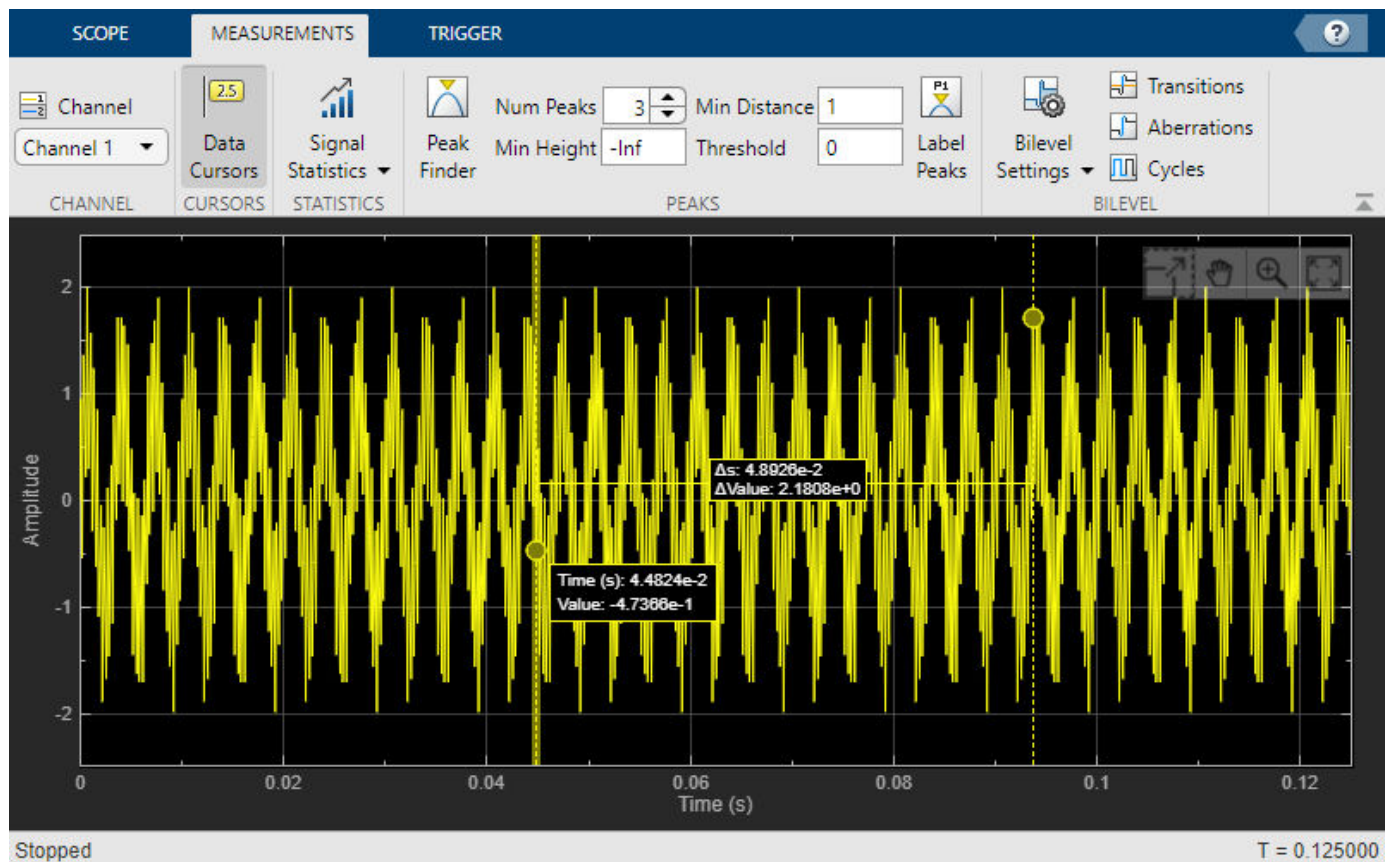 SCOPE MEASUREMENTS TRIGGER ?
Channel
Channel 1
CHANNEL
2.5
Data
Cursors
CURSORS
Signal
Statistics
STATISTICS
Peak
Finder
Num Peaks 3 Min Distance 1
Min Height -Inf Threshold 0
P1
Label
Peaks
PEAKS
Bilevel
Settings
Transitions
Aberrations
Cycles
BILEVEL
Amplitude
2
1
0
-1
-2
Δs: 4.8926e-2
ΔValue: 2.1808e+0
Time (s): 4.4824e-2
Value: -4.7366e-1
0 0.02 0.04 0.06 0.08 0.1 0.12
Time (s)
Stopped T = 0.125000